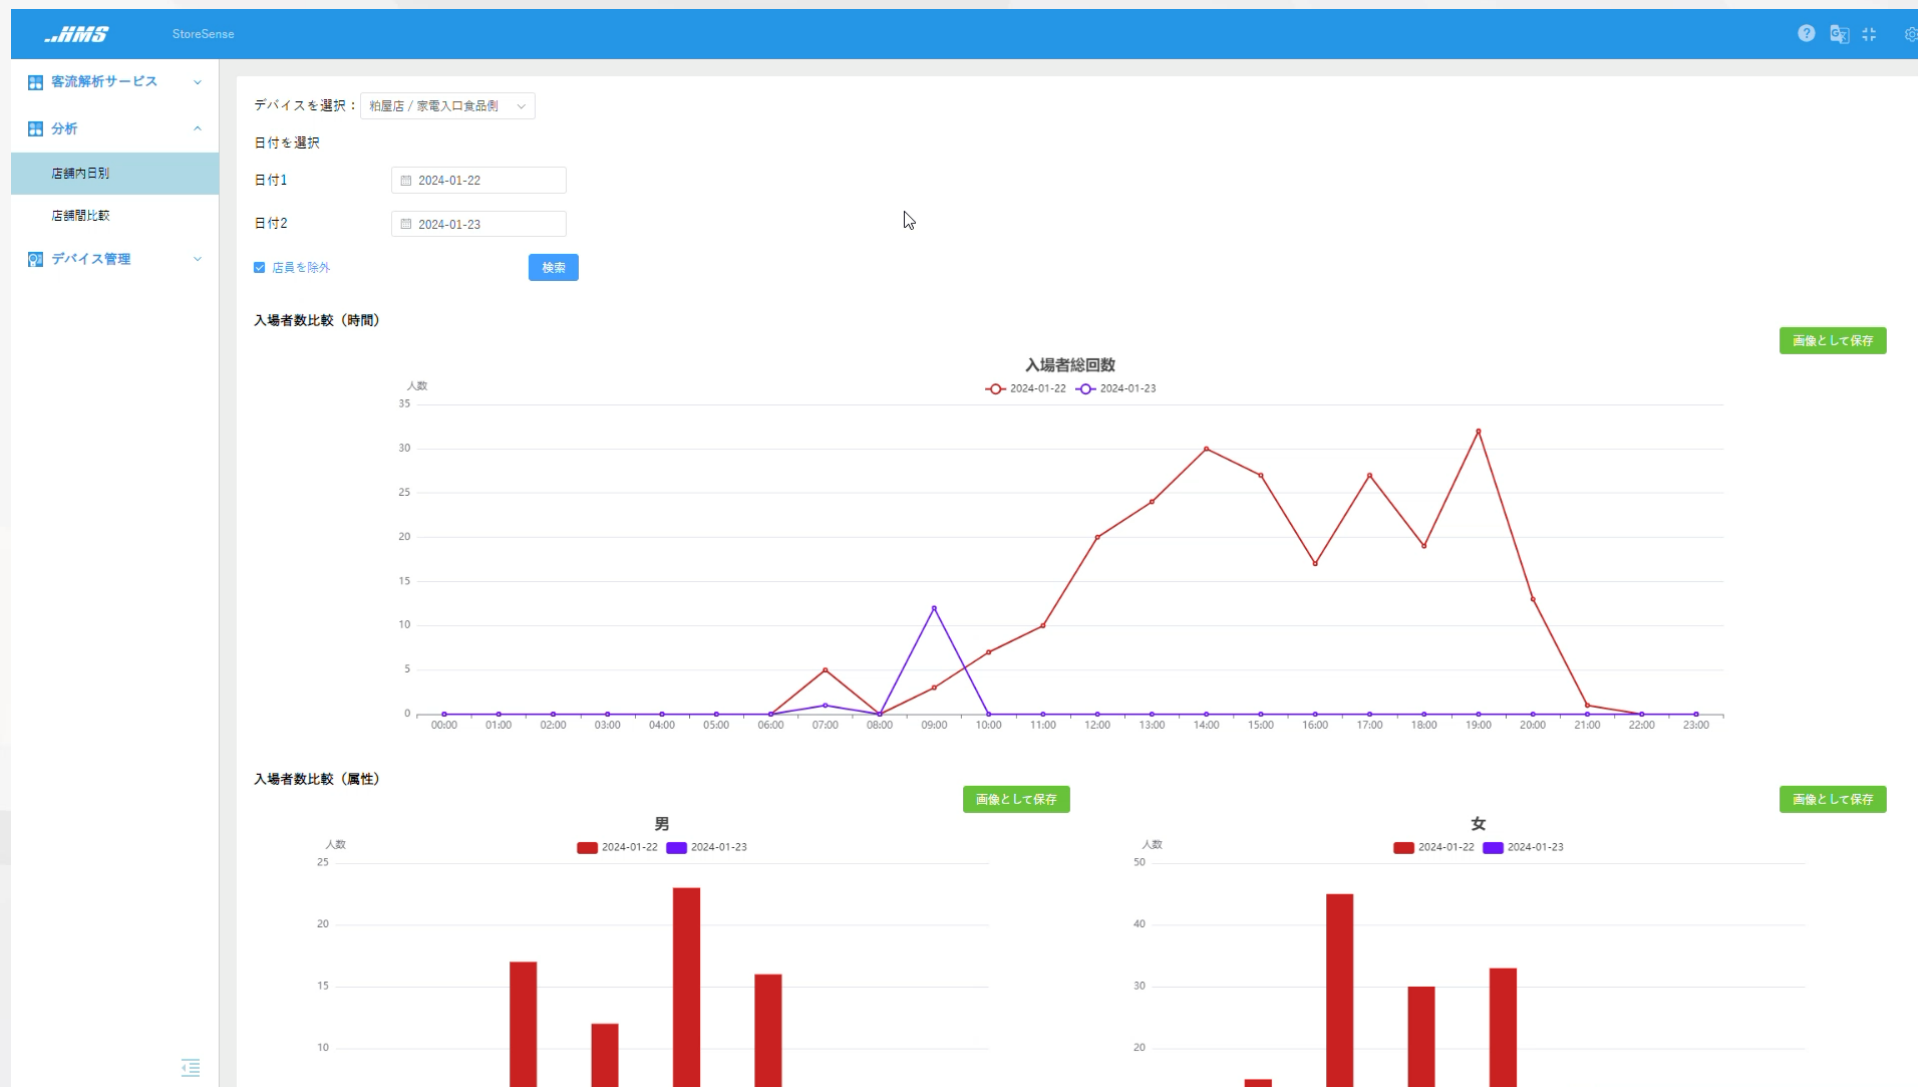 HMS
StoreSense
客流解析サービス
分析
店舗内日別
店舗間比較
デバイス管理
デバイスを選択：
粕屋店 / 家電入口食品側
日付を選択
日付1
2024-01-22
日付2
2024-01-23
店員を除外
検索
入場者数比較（時間）
画像として保存
入場者総回数
2024-01-22 2024-01-23
人数
35
30
25
20
15
10
5
0
00:00 01:00 02:00 03:00 04:00 05:00 06:00 07:00 08:00 09:00 10:00 11:00 12:00 13:00 14:00 15:00 16:00 17:00 18:00 19:00 20:00 21:00 22:00 23:00
入場者数比較（属性）
画像として保存
男
2024-01-22 2024-01-23
人数
25
20
15
10
画像として保存
女
2024-01-22 2024-01-23
人数
50
40
30
20